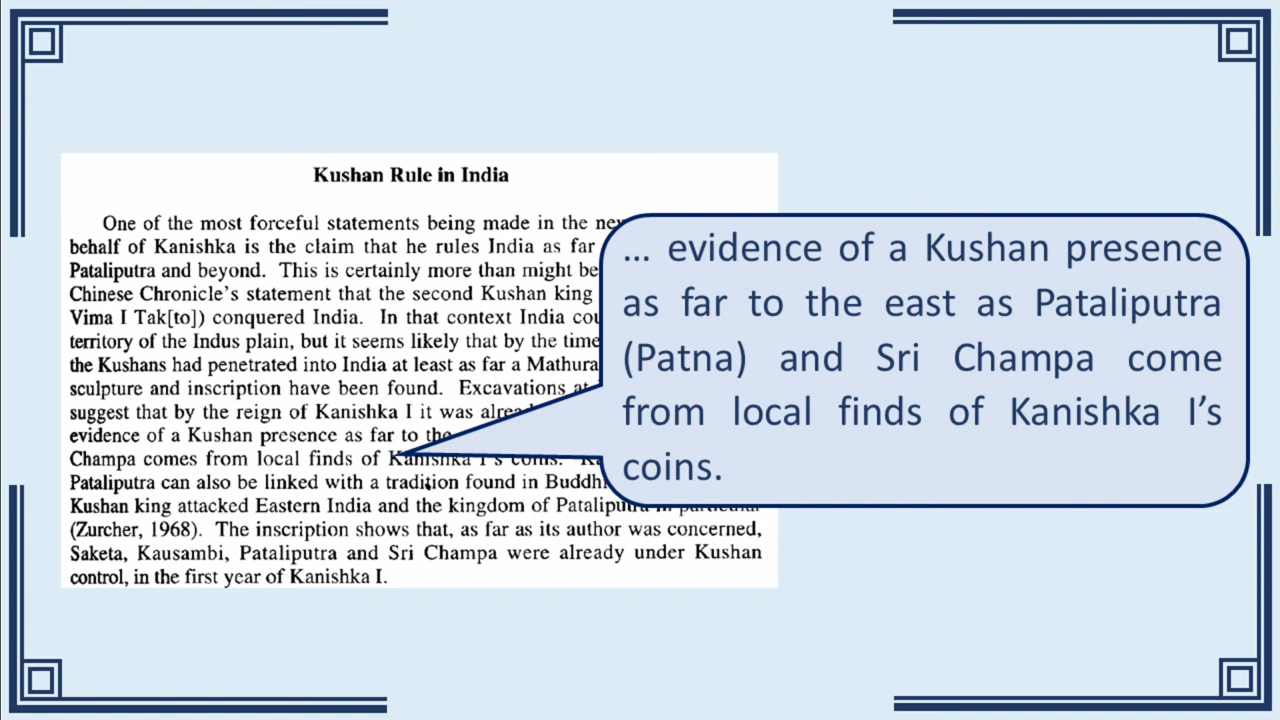 Kushan Rule in India
One of the most forceful statements being made in the new
behalf of Kanishka is the claim that he rules India as far
Pataliputra and beyond. This is certainly more than might be
Chinese Chronicle's statement that the second Kushan king
Vima I Tak[to]) conquered India. In that context India
territory of the Indus plain, but it seems likely that by the time
the Kushans had penetrated into India at least as far a Mathura
sculpture and inscription have been found. Excavations at
suggest that by the reign of Kanishka I it was already
evidence of a Kushan presence as far to the
Champa comes from local finds of Kanishka I's coins.
Pataliputra can also be linked with a tradition found in
Kushan king attacked Eastern India and the kingdom of Pataliputra in particular
(Zurcher, 1968). The inscription shows that, as far as its author was concerned,
Saketa, Kausambi, Pataliputra and Sri Champa were already under Kushan
control, in the first year of Kanishka I.
... evidence of a Kushan presence
as far to the east as Pataliputra
(Patna) and Sri Champa come
from local finds of Kanishka I's
coins.